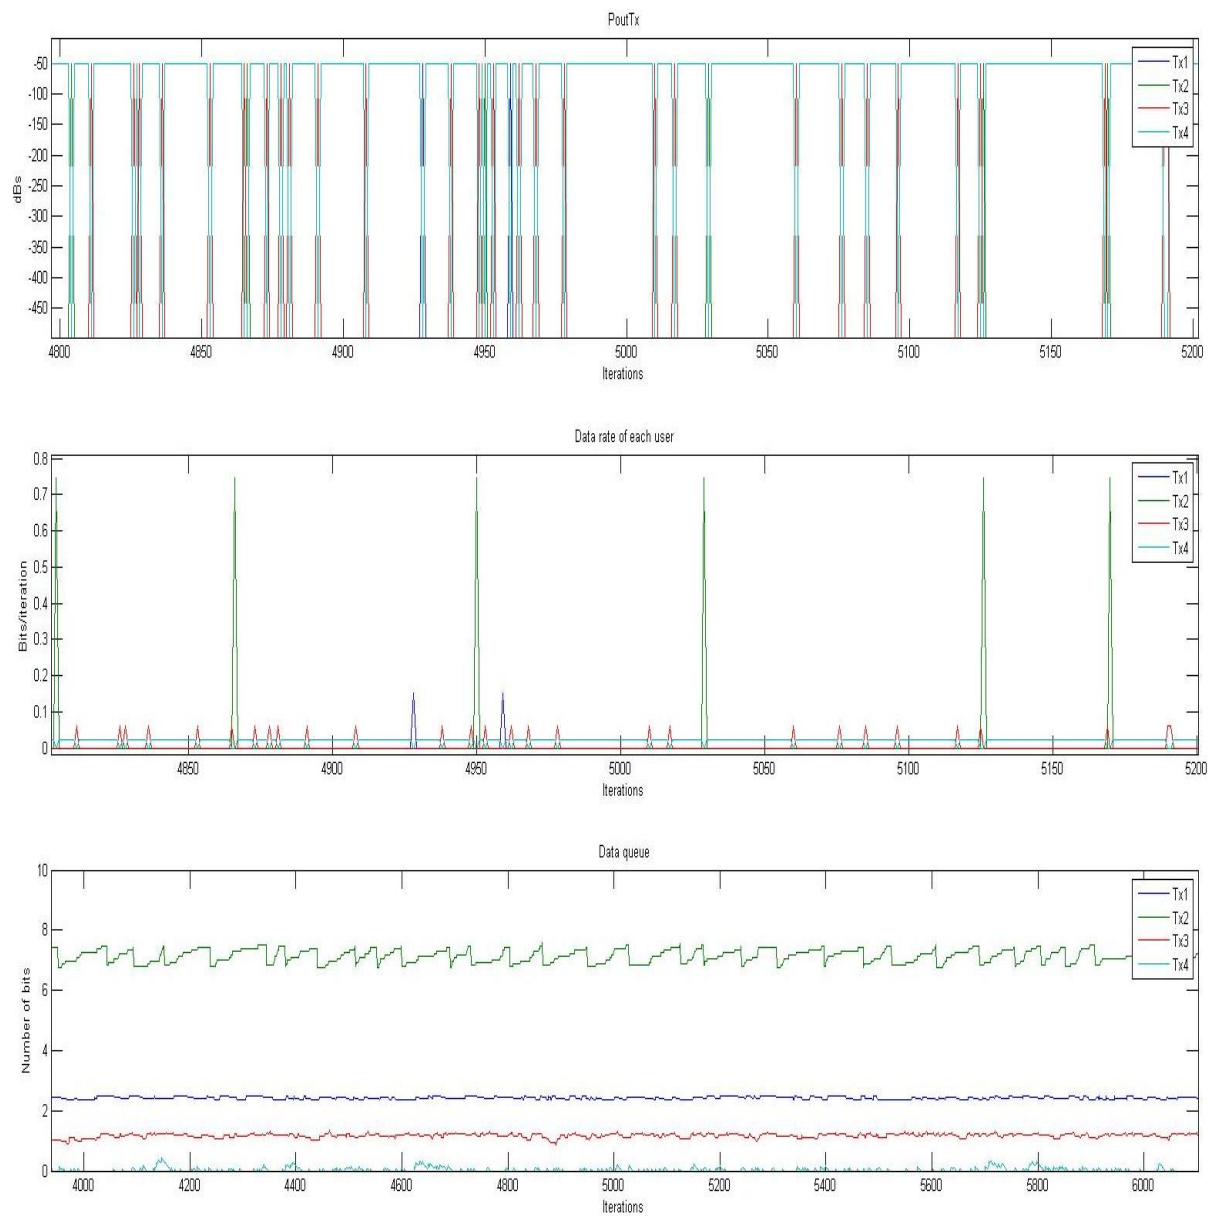 PoutTx
-50
-100
-150
-200
-250
-300
-350
-400
-450
dBs
Tx1
Tx2
Tx3
Tx4
4800 4850 4900 4950 5000 5050 5100 5150 5200
Iterations
Data rate of each user
0.8
0.7
0.6
0.5
0.4
0.3
0.2
0.1
0
Bits/iteration
Tx1
Tx2
Tx3
Tx4
4850 4900 4950 5000 5050 5100 5150 5200
Iterations
Data queue
10
8
6
4
2
0
Number of bits
Tx1
Tx2
Tx3
Tx4
4000 4200 4400 4600 4800 5000 5200 5400 5600 5800 6000
Iterations